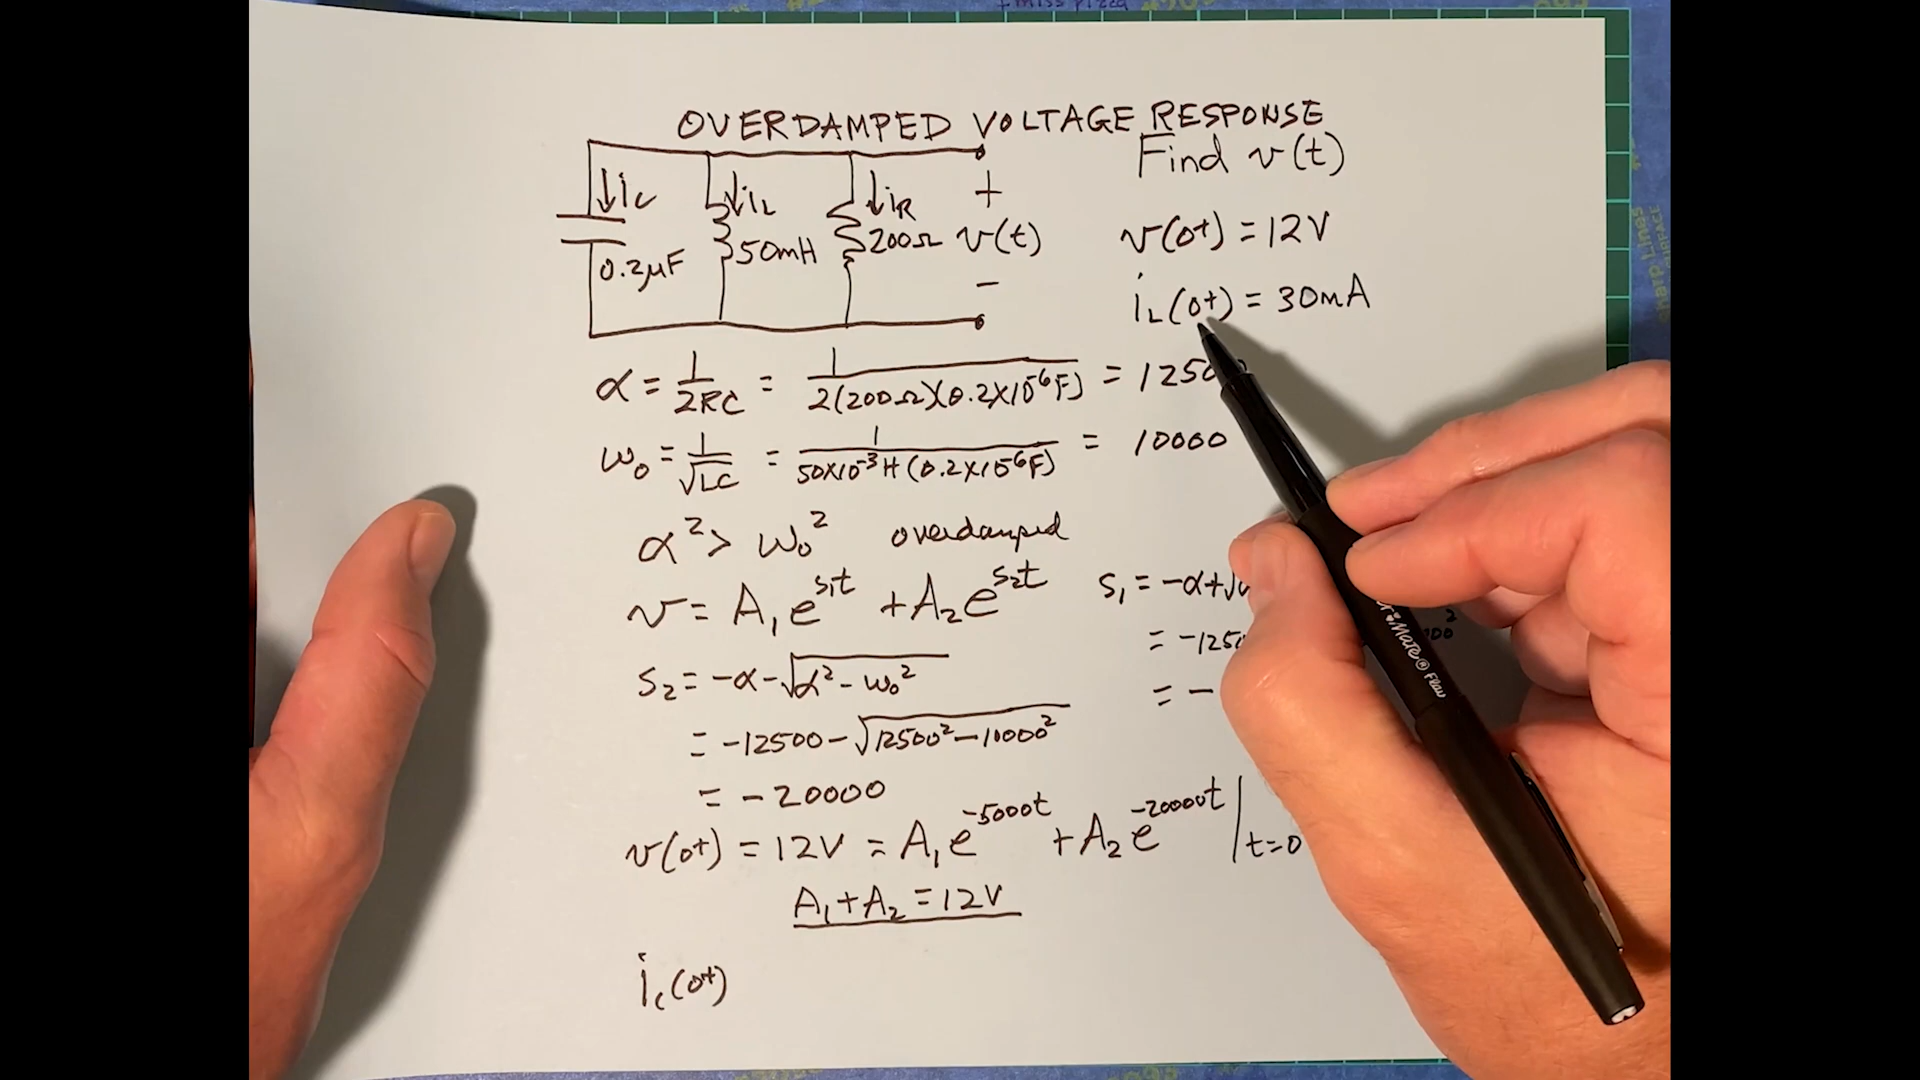 OVERDAMPED VOLTAGE RESPONSE
Find v(t)
↓iC ↓iL ↓iR +
0.2μF 50mH 200Ω v(t)
−
v(0+) = 12V
iL(0+) = 30mA
α = 1/2RC = 1/2(200Ω)(0.2×10⁻⁶F) = 1250
ω₀ = 1/√LC = 1/50×10⁻³H(0.2×10⁻⁶F) = 10000
α² > ω₀² overdamped
v = A₁e^s₁t + A₂e^s₂t
s₁ = -α+√
= -1250
= -
s₂ = -α-√α²-ω₀²
= -12500-√12500²-10000²
= -20000
v(0+) = 12V = A₁e^-5000t + A₂e^-20000t | t=0
A₁+A₂ = 12V
ic(0+)
Mate® Flair